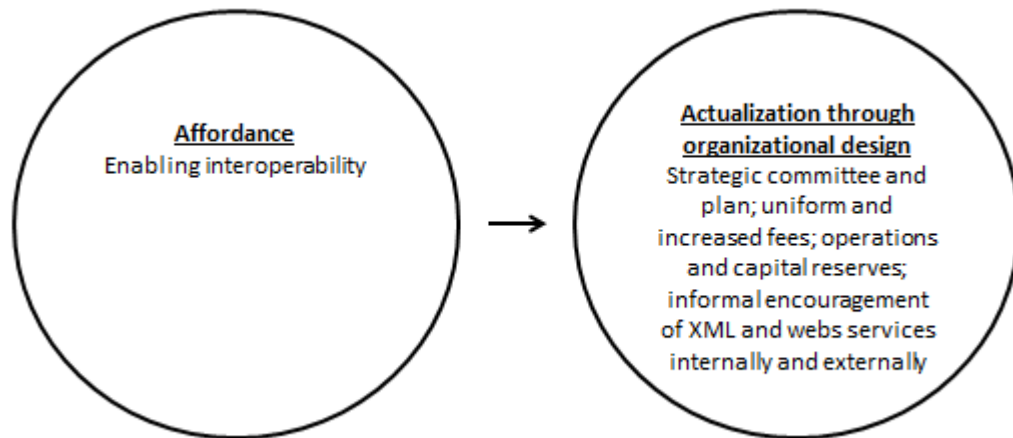 Affordance
Enabling interoperability
Actualization through
organizational design
Strategic committee and
plan; uniform and
increased fees; operations
and capital reserves;
informal encouragement
of XML and webs services
internally and externally